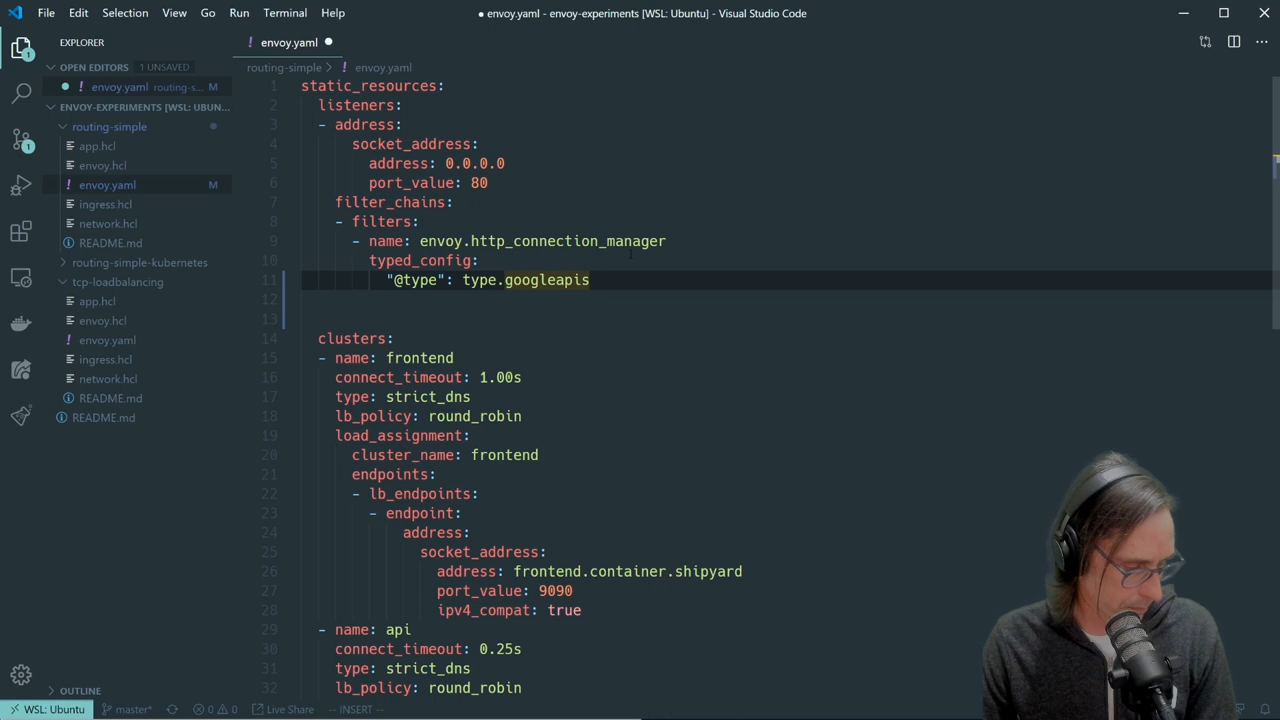 File Edit Selection View Go Run Terminal Help
● envoy.yaml - envoy-experiments [WSL: Ubuntu] - Visual Studio Code
EXPLORER
OPEN EDITORS 1 UNSAVED
envoy.yaml routing-s... M
ENVOY-EXPERIMENTS [WSL: UBUN...
routing-simple
app.hcl
envoy.hcl
envoy.yaml M
ingress.hcl
network.hcl
README.md
routing-simple-kubernetes
tcp-loadbalancing
app.hcl
envoy.hcl
envoy.yaml
ingress.hcl
network.hcl
README.md
README.md
OUTLINE
envoy.yaml
routing-simple > envoy.yaml
1 static_resources:
2 listeners:
3 - address:
4 socket_address:
5 address: 0.0.0.0
6 port_value: 80
7 filter_chains:
8 - filters:
9 - name: envoy.http_connection_manager
10 typed_config:
11 "@type": type.googleapis
12
13
14 clusters:
15 - name: frontend
16 connect_timeout: 1.00s
17 type: strict_dns
18 lb_policy: round_robin
19 load_assignment:
20 cluster_name: frontend
21 endpoints:
22 - lb_endpoints:
23 - endpoint:
24 address:
25 socket_address:
26 address: frontend.container.shipyard
27 port_value: 9090
28 ipv4_compat: true
29 - name: api
30 connect_timeout: 0.25s
31 type: strict_dns
32 lb_policy: round_robin
WSL: Ubuntu master* 0 0 Live Share -- INSERT --